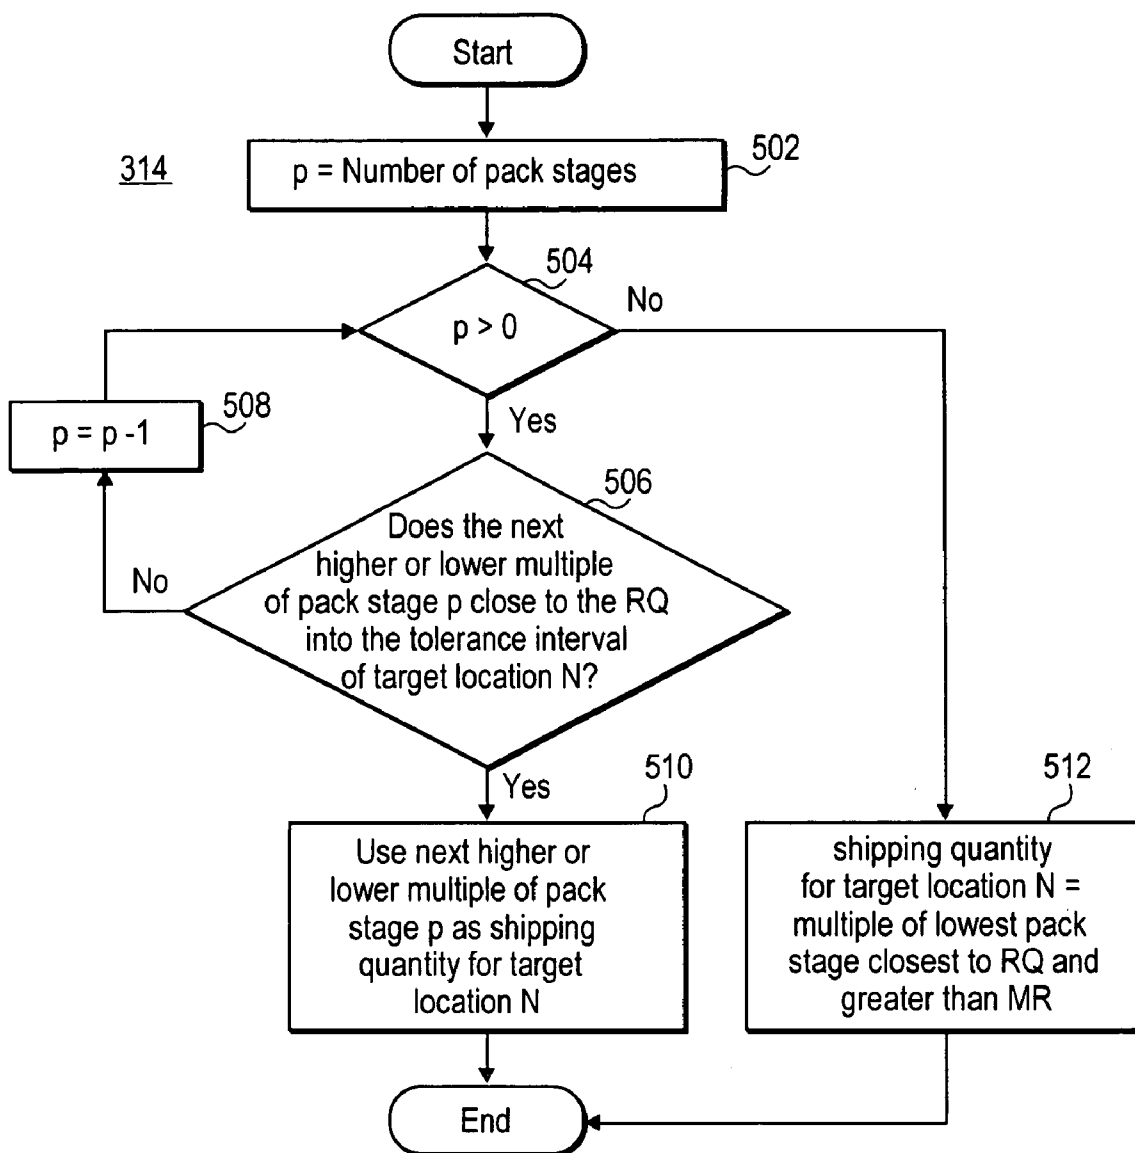 Start
314
p = Number of pack stages
502
504
p > 0
No
Yes
p = p -1
508
506
Does the next
higher or lower multiple
of pack stage p close to the RQ
into the tolerance interval
of target location N?
No
Yes
510
Use next higher or
lower multiple of pack
stage p as shipping
quantity for target
location N
512
shipping quantity
for target location N =
multiple of lowest pack
stage closest to RQ and
greater than MR
End